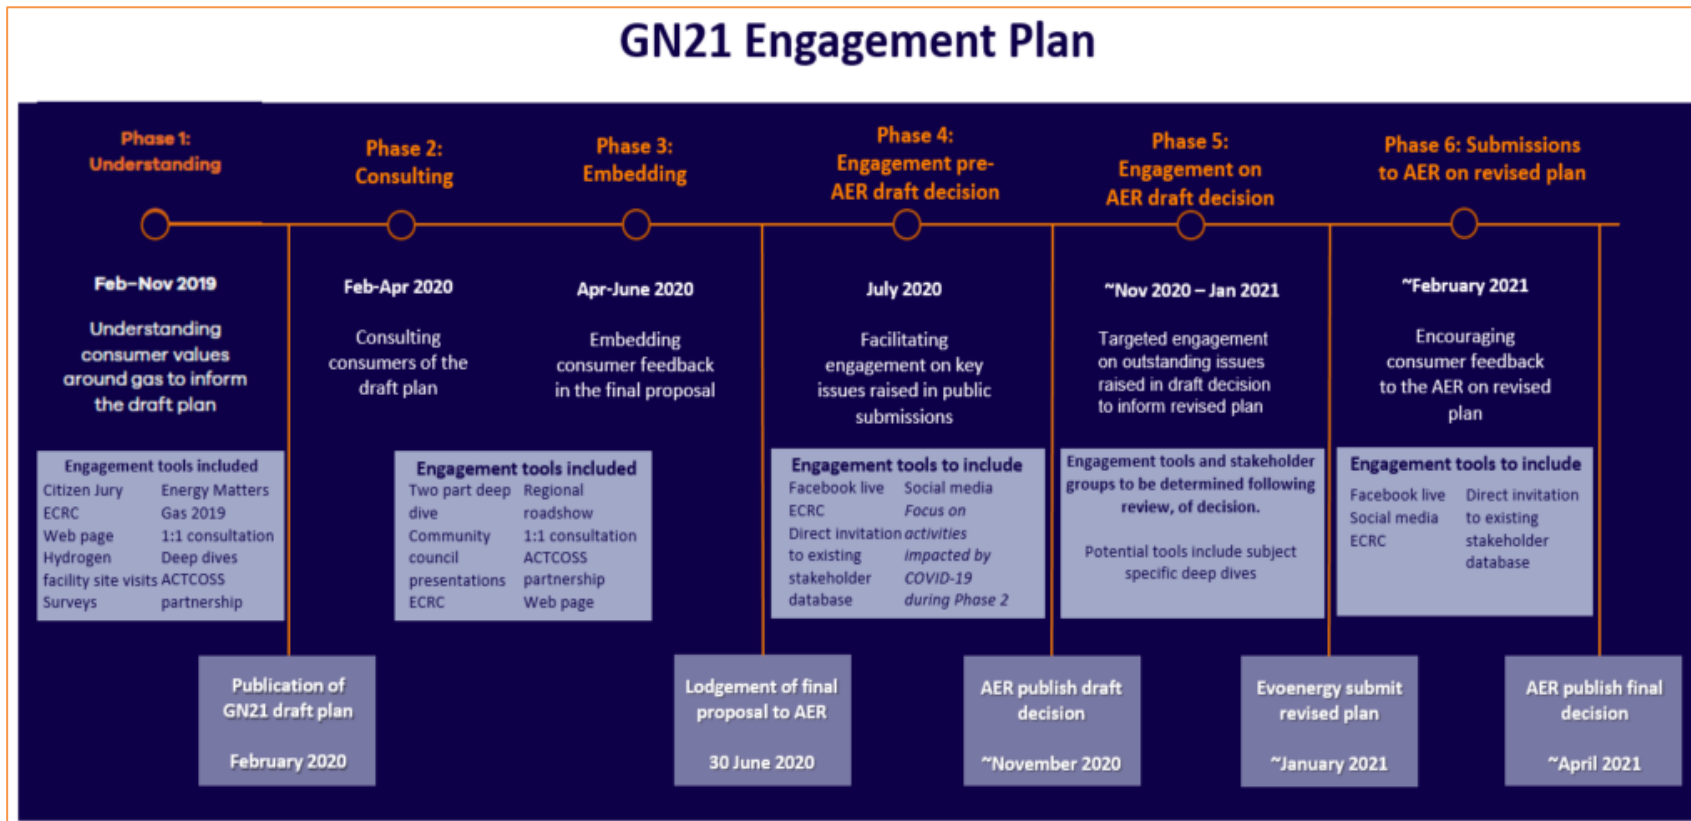 GN21 Engagement Plan
Phase 1:
Understanding
Phase 2:
Consulting
Phase 3:
Embedding
Phase 4:
Engagement pre-
AER draft decision
Phase 5:
Engagement on
AER draft decision
Phase 6: Submissions
to AER on revised plan
Feb–Nov 2019
Understanding
consumer values
around gas to inform
the draft plan
Feb-Apr 2020
Consulting
consumers of the
draft plan
Apr-June 2020
Embedding
consumer feedback
in the final proposal
July 2020
Facilitating
engagement on key
issues raised in public
submissions
~Nov 2020 – Jan 2021
Targeted engagement
on outstanding issues
raised in draft decision
to inform revised plan
~February 2021
Encouraging
consumer feedback
to the AER on revised
plan
Engagement tools included
Citizen Jury
ECRC
Web page
Hydrogen
facility site visits
Surveys
Energy Matters
Gas 2019
1:1 consultation
Deep dives
ACTCOSS
partnership
Engagement tools included
Two part deep
dive
Community
council
presentations
ECRC
Regional
roadshow
1:1 consultation
ACTCOSS
partnership
Web page
Engagement tools to include
Facebook live
ECRC
Direct invitation
to existing
stakeholder
database
Social media
Focus on
activities
impacted by
COVID-19
during Phase 2
Engagement tools and stakeholder
groups to be determined following
review, of decision.
Potential tools include subject
specific deep dives
Engagement tools to include
Facebook live
Social media
ECRC
Direct invitation
to existing
stakeholder
database
Publication of
GN21 draft plan
February 2020
Lodgement of final
proposal to AER
30 June 2020
AER publish draft
decision
~November 2020
Evoenergy submit
revised plan
~January 2021
AER publish final
decision
~April 2021